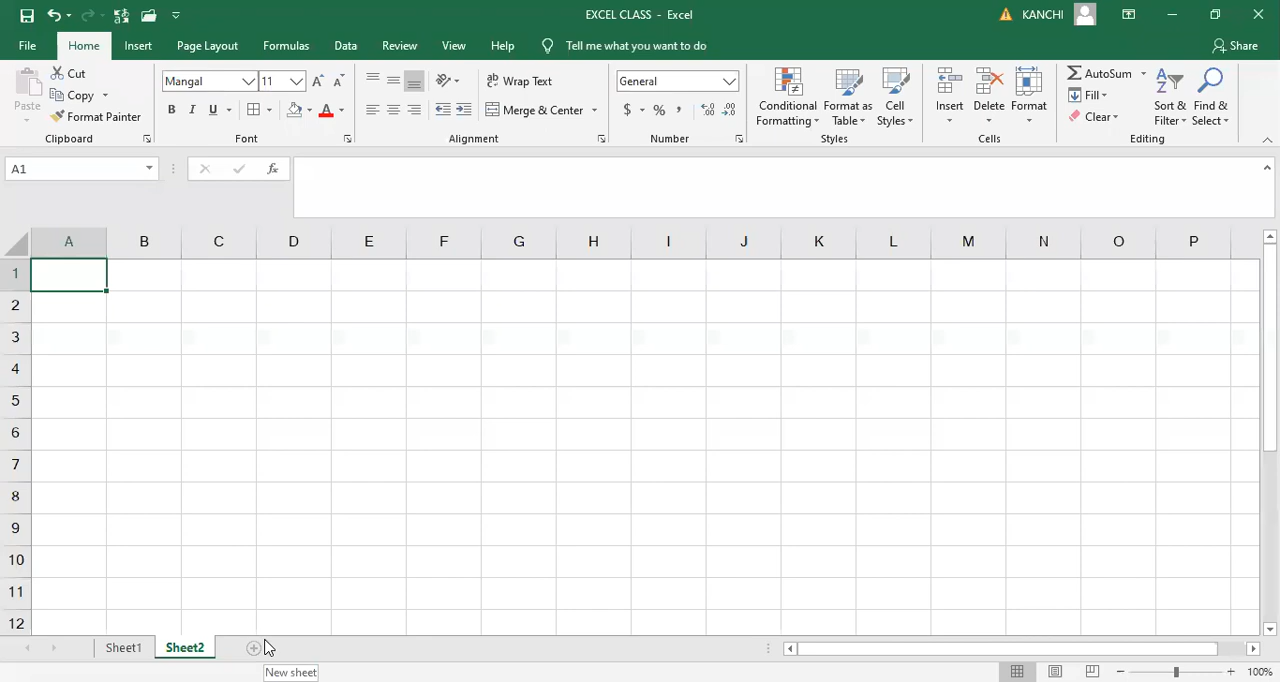 EXCEL CLASS - Excel
KANCHI
File Home Insert Page Layout Formulas Data Review View Help Tell me what you want to do Share
Paste
Cut
Copy
Format Painter
Clipboard
Mangal 11
B I U
Font
Wrap Text
Merge & Center
Alignment
General
$ % ,
Number
Conditional Formatting
Format as Table
Cell Styles
Styles
Insert
Delete
Format
Cells
AutoSum
Fill
Clear
Sort & Filter
Find & Select
Editing
A1
fx
A B C D E F G H I J K L M N O P
1
2
3
4
5
6
7
8
9
10
11
12
Sheet1 Sheet2
New sheet
100%